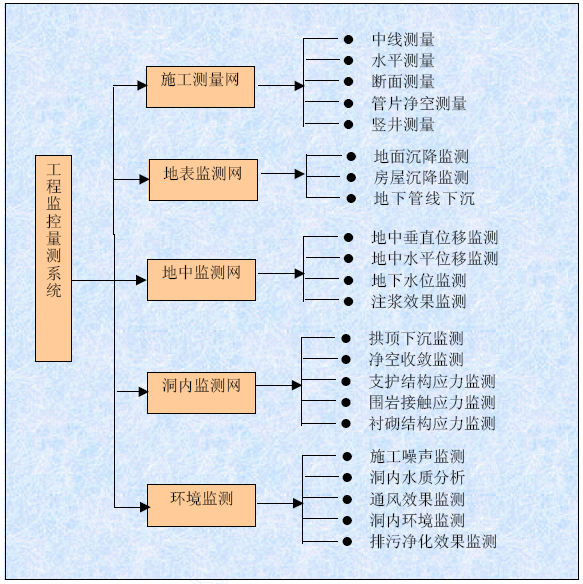 工程监控量测系统
施工测量网
中线测量
水平测量
断面测量
管片净空测量
竖井测量
地表监测网
地面沉降监测
房屋沉降监测
地下管线下沉
地中监测网
地中垂直位移监测
地中水平位移监测
地下水位监测
注浆效果监测
洞内监测网
拱顶下沉监测
净空收敛监测
支护结构应力监测
围岩接触应力监测
衬砌结构应力监测
环境监测
施工噪声监测
洞内水质分析
通风效果监测
洞内环境监测
排污净化效果监测